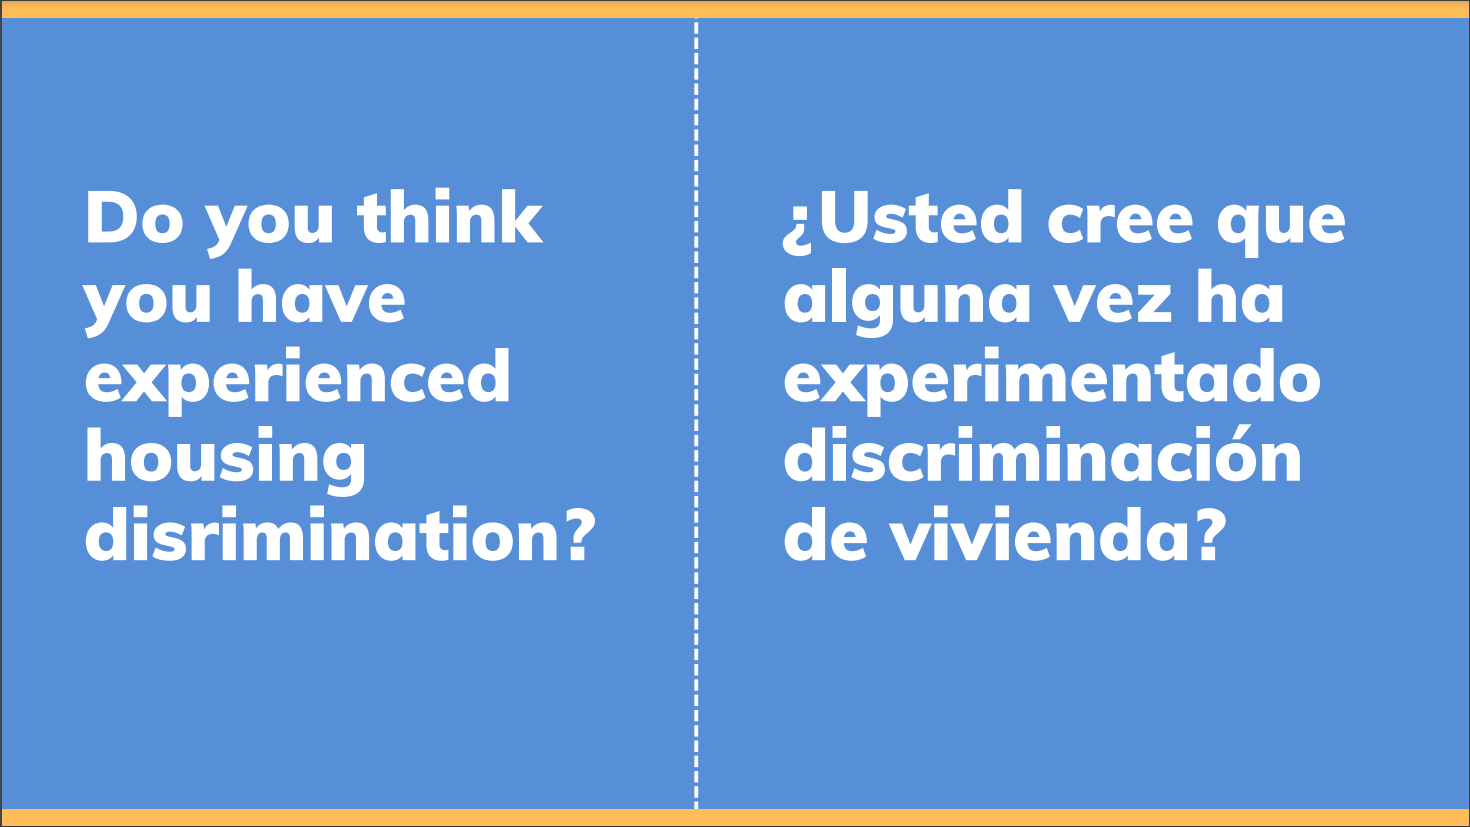 Do you think
you have
experienced
housing
disrimination?
¿Usted cree que
alguna vez ha
experimentado
discriminación
de vivienda?